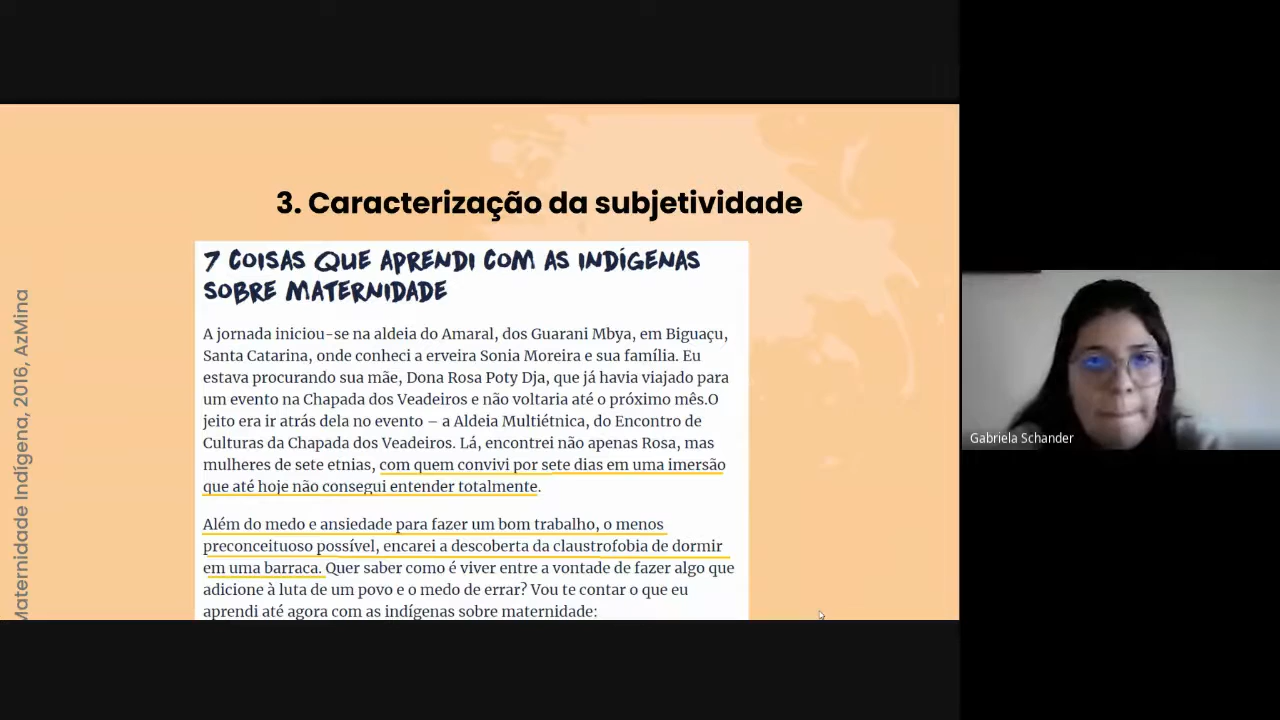 3. Caracterização da subjetividade
7 COISAS QUE APRENDI COM AS INDÍGENAS
SOBRE MATERNIDADE
A jornada iniciou-se na aldeia do Amaral, dos Guarani Mbya, em Biguaçu,
Santa Catarina, onde conheci a erveira Sonia Moreira e sua família. Eu
estava procurando sua mãe, Dona Rosa Poty Dja, que já havia viajado para
um evento na Chapada dos Veadeiros e não voltaria até o próximo mês.O
jeito era ir atrás dela no evento – a Aldeia Multiétnica, do Encontro de
Culturas da Chapada dos Veadeiros. Lá, encontrei não apenas Rosa, mas
mulheres de sete etnias, com quem convivi por sete dias em uma imersão
que até hoje não consegui entender totalmente.
Além do medo e ansiedade para fazer um bom trabalho, o menos
preconceituoso possível, encarei a descoberta da claustrofobia de dormir
em uma barraca. Quer saber como é viver entre a vontade de fazer algo que
adicione à luta de um povo e o medo de errar? Vou te contar o que eu
aprendi até agora com as indígenas sobre maternidade:
Maternidade Indígena, 2016, AzMina
Gabriela Schander